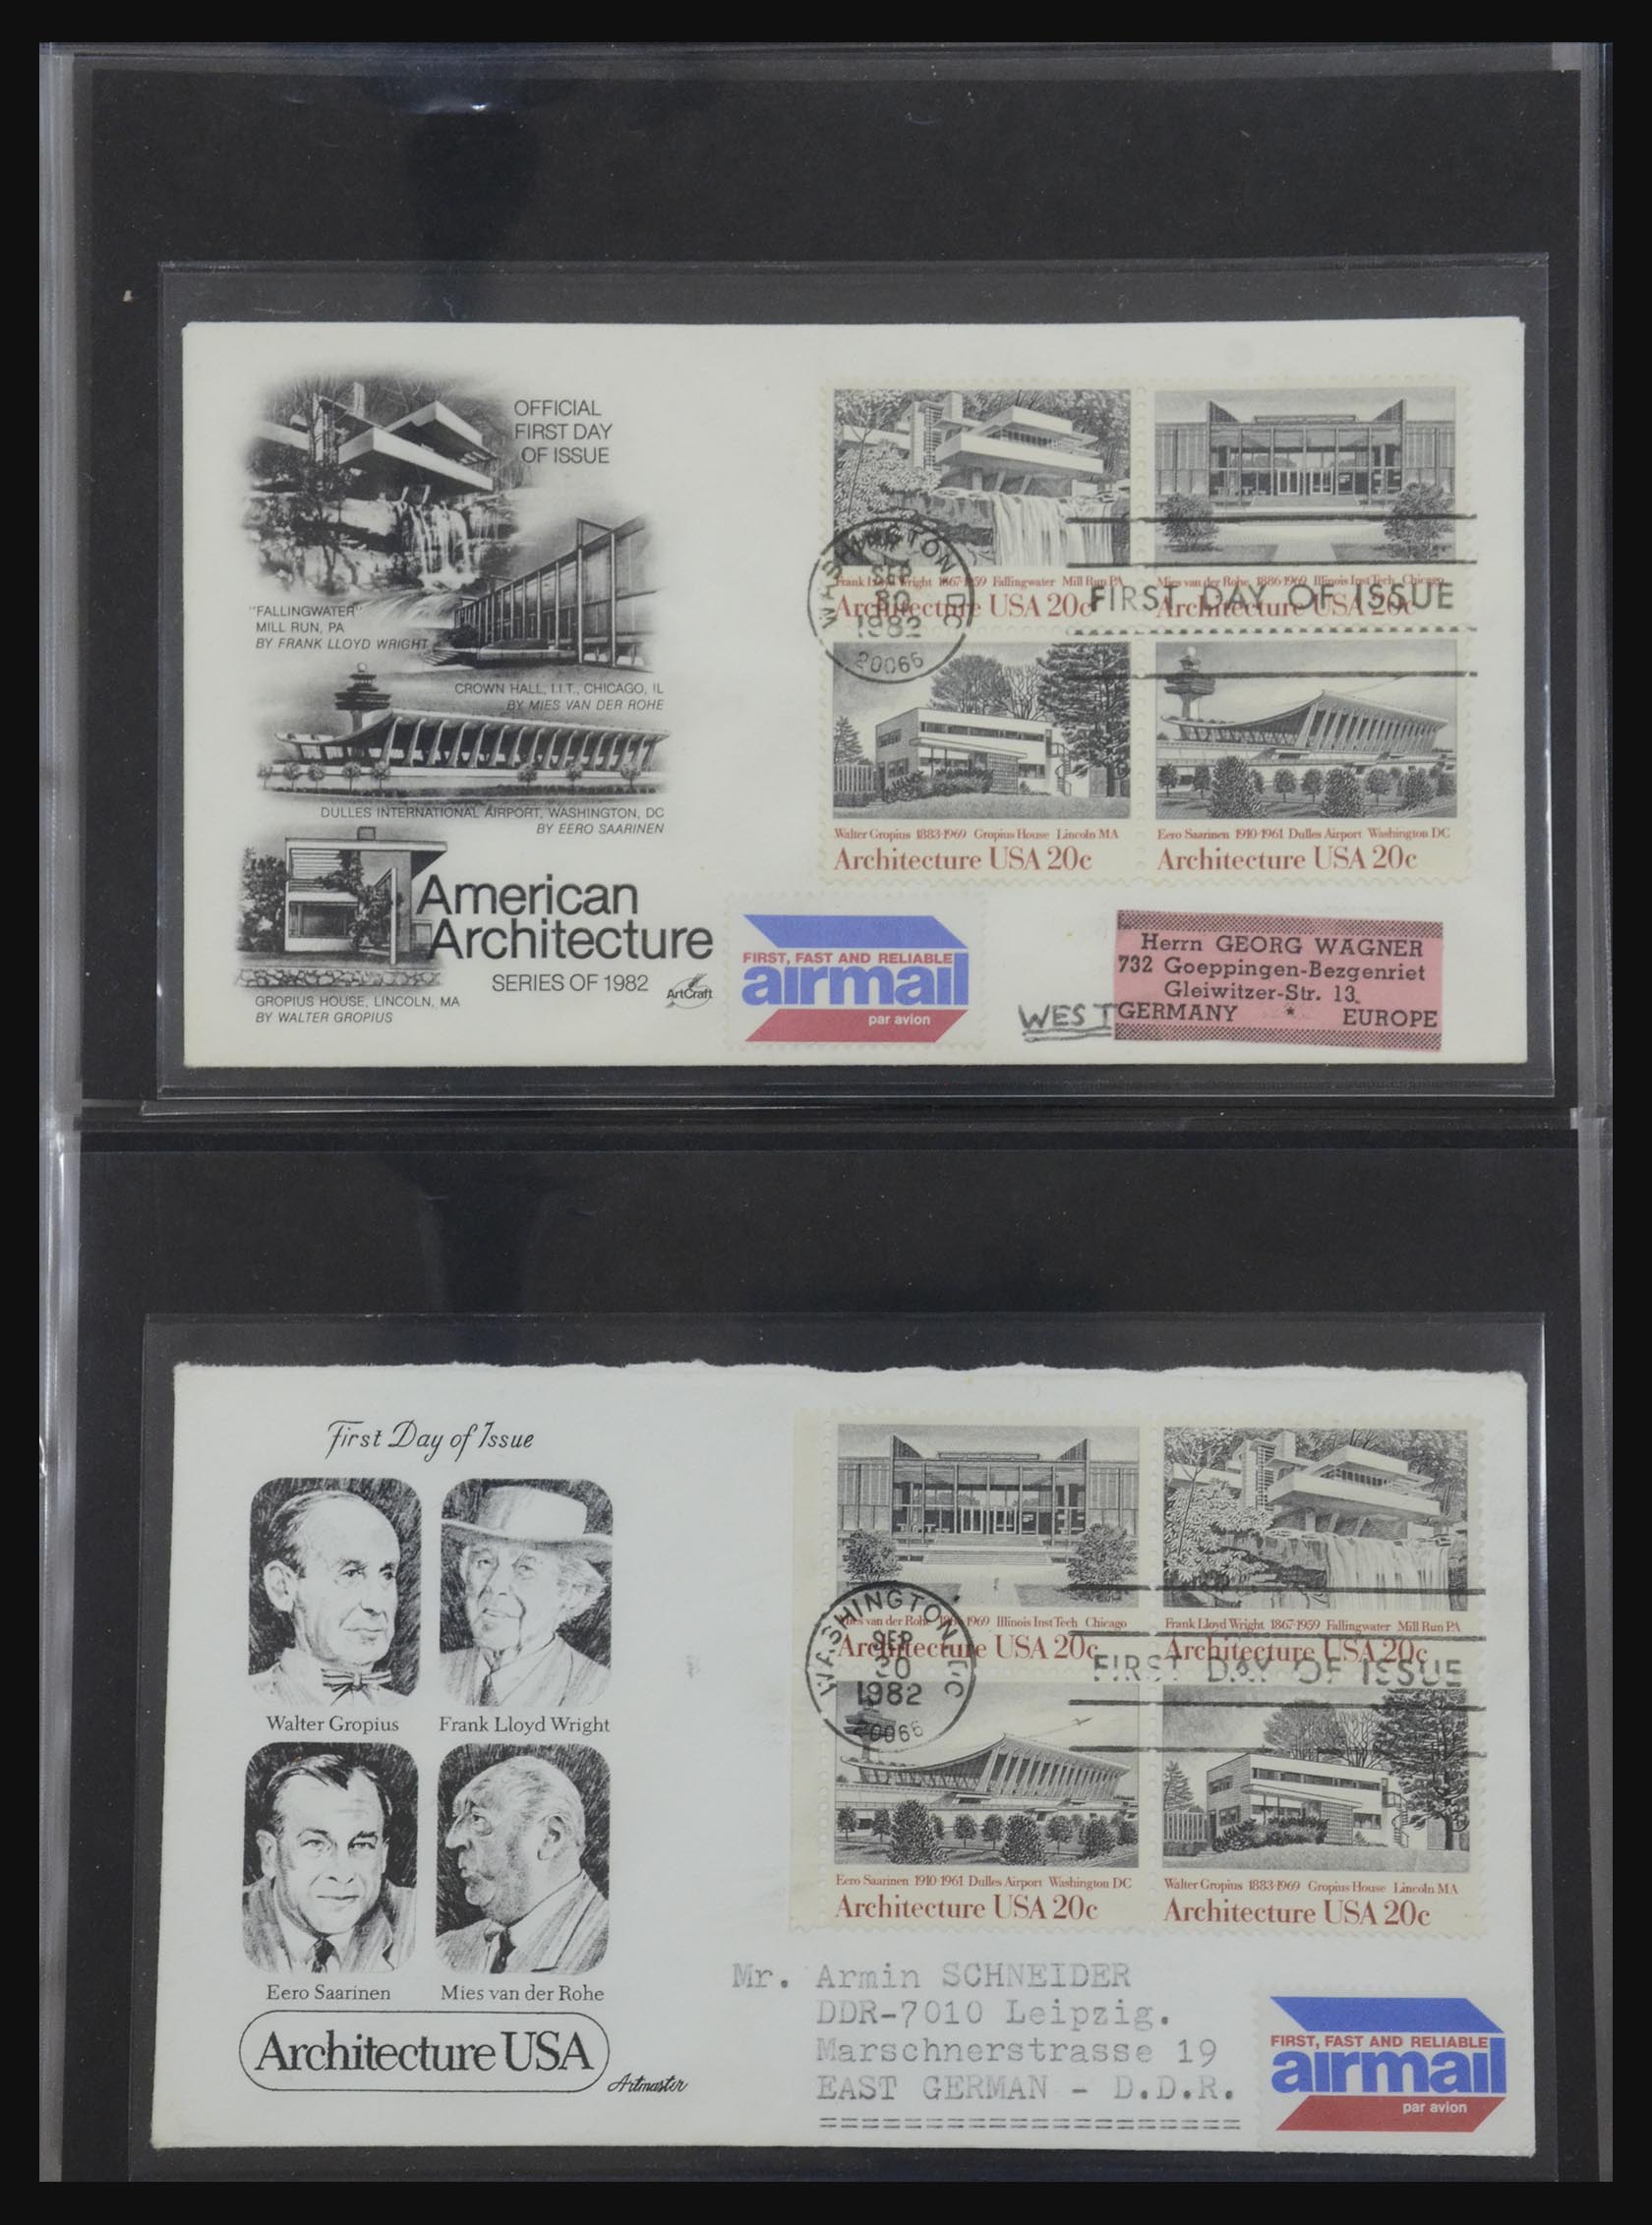 OFFICIAL
FIRST DAY
OF ISSUE
"FALLINGWATER"
MILL RUN, PA
BY FRANK LLOYD WRIGHT
CROWN HALL, I.I.T., CHICAGO, IL
BY MIES VAN DER ROHE
DULLES INTERNATIONAL AIRPORT, WASHINGTON, DC
BY EERO SAARINEN
American
Architecture
SERIES OF 1982
ArtCraft
GROPIUS HOUSE, LINCOLN, MA
BY WALTER GROPIUS
Frank Lloyd Wright 1867-1959 Fallingwater Mill Run PA
Architecture USA 20c
Mies van der Rohe 1886-1969 Illinois Inst Tech Chicago
Architecture USA 20c
WASHINGTON DC
SEP
30
1982
20066
FIRST DAY OF ISSUE
Walter Gropius 1883-1969 Gropius House Lincoln MA
Architecture USA 20c
Eero Saarinen 1910-1961 Dulles Airport Washington DC
Architecture USA 20c
FIRST, FAST AND RELIABLE
airmail
par avion
Herrn GEORG WAGNER
732 Goeppingen-Bezgenriet
Gleiwitzer-Str. 13
WEST GERMANY * EUROPE
First Day of Issue
Walter Gropius Frank Lloyd Wright
Eero Saarinen Mies van der Rohe
Architecture USA
Artmaster
Mies van der Rohe 1886-1969 Illinois Inst Tech Chicago
Architecture USA 20c
Frank Lloyd Wright 1867-1959 Fallingwater Mill Run PA
Architecture USA 20c
WASHINGTON DC
SEP
30
1982
20066
FIRST DAY OF ISSUE
Eero Saarinen 1910-1961 Dulles Airport Washington DC
Architecture USA 20c
Walter Gropius 1883-1969 Gropius House Lincoln MA
Architecture USA 20c
Mr. Armin SCHNEIDER
DDR-7010 Leipzig.
Marschnerstrasse 19
EAST GERMAN - D.D.R.
====================
FIRST, FAST AND RELIABLE
airmail
par avion